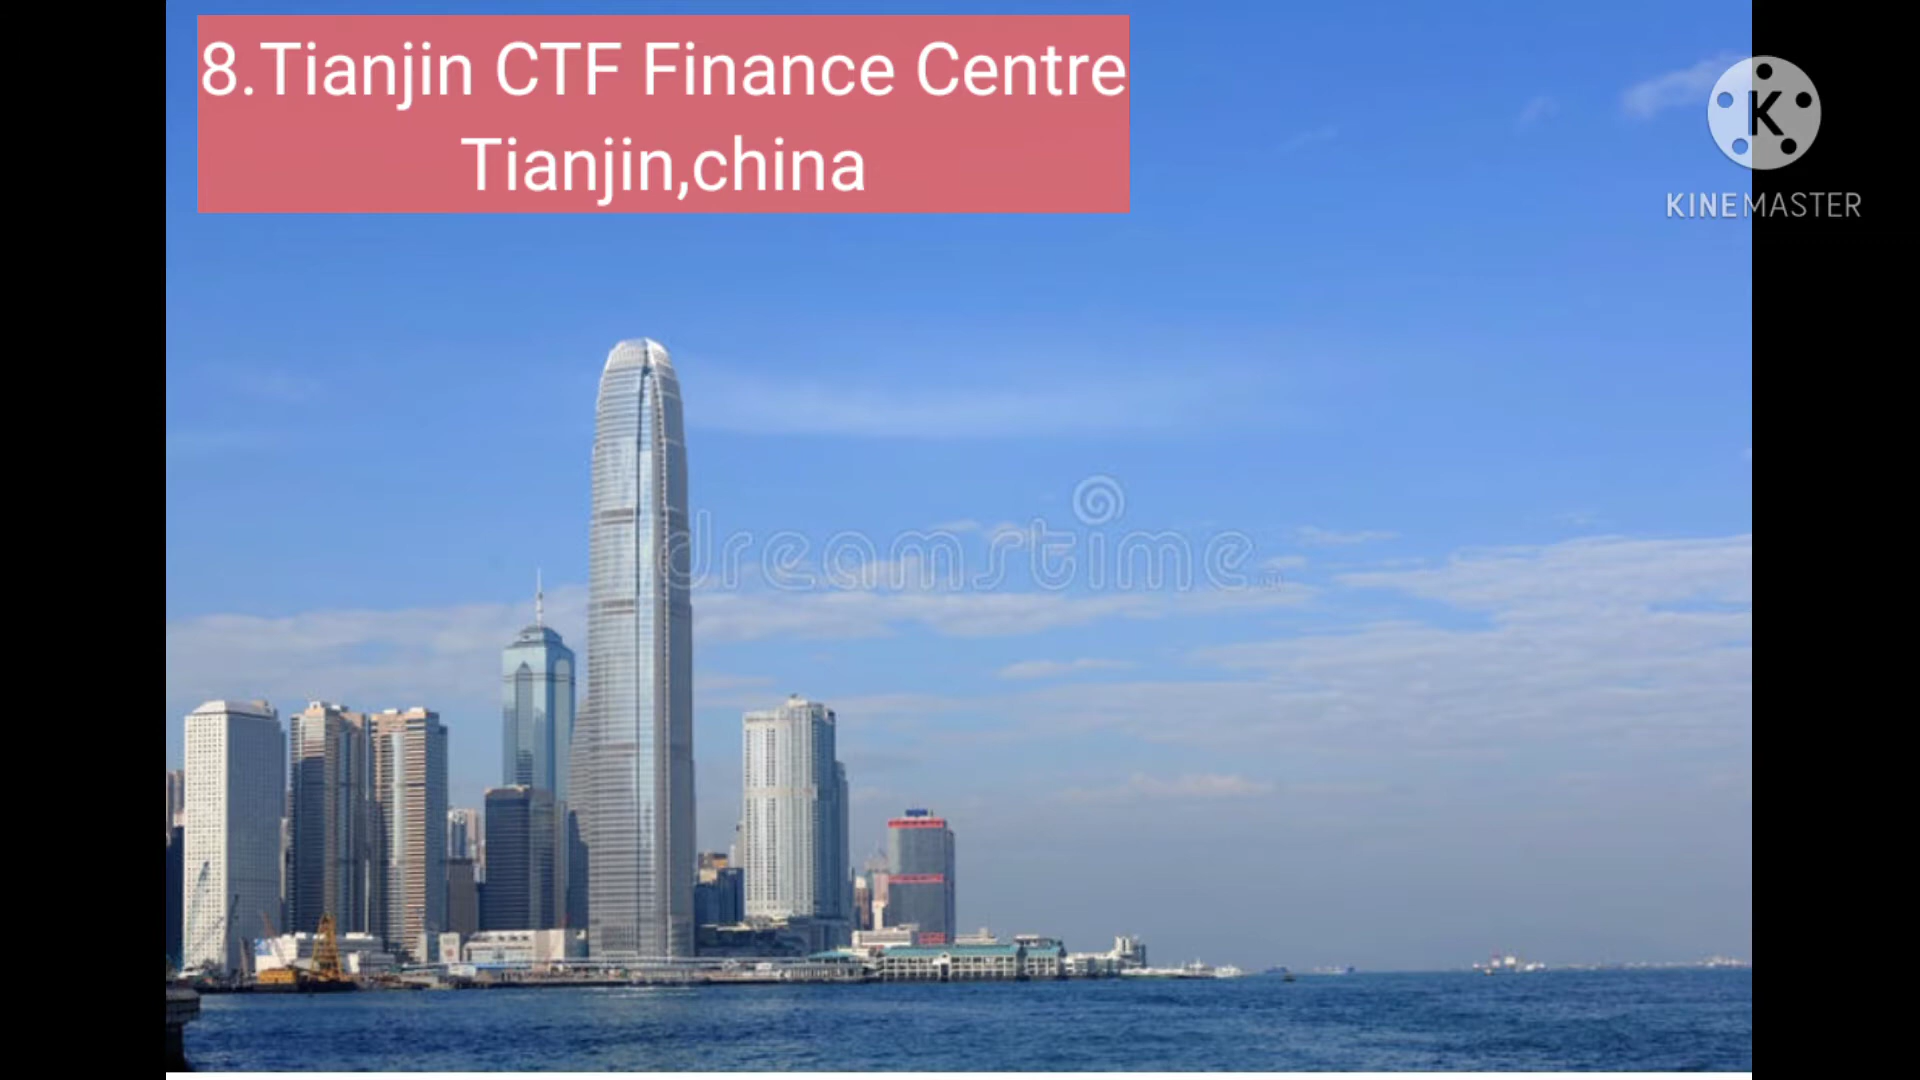 8.Tianjin CTF Finance Centre
Tianjin,china
K
KINEMASTER
dreamstime